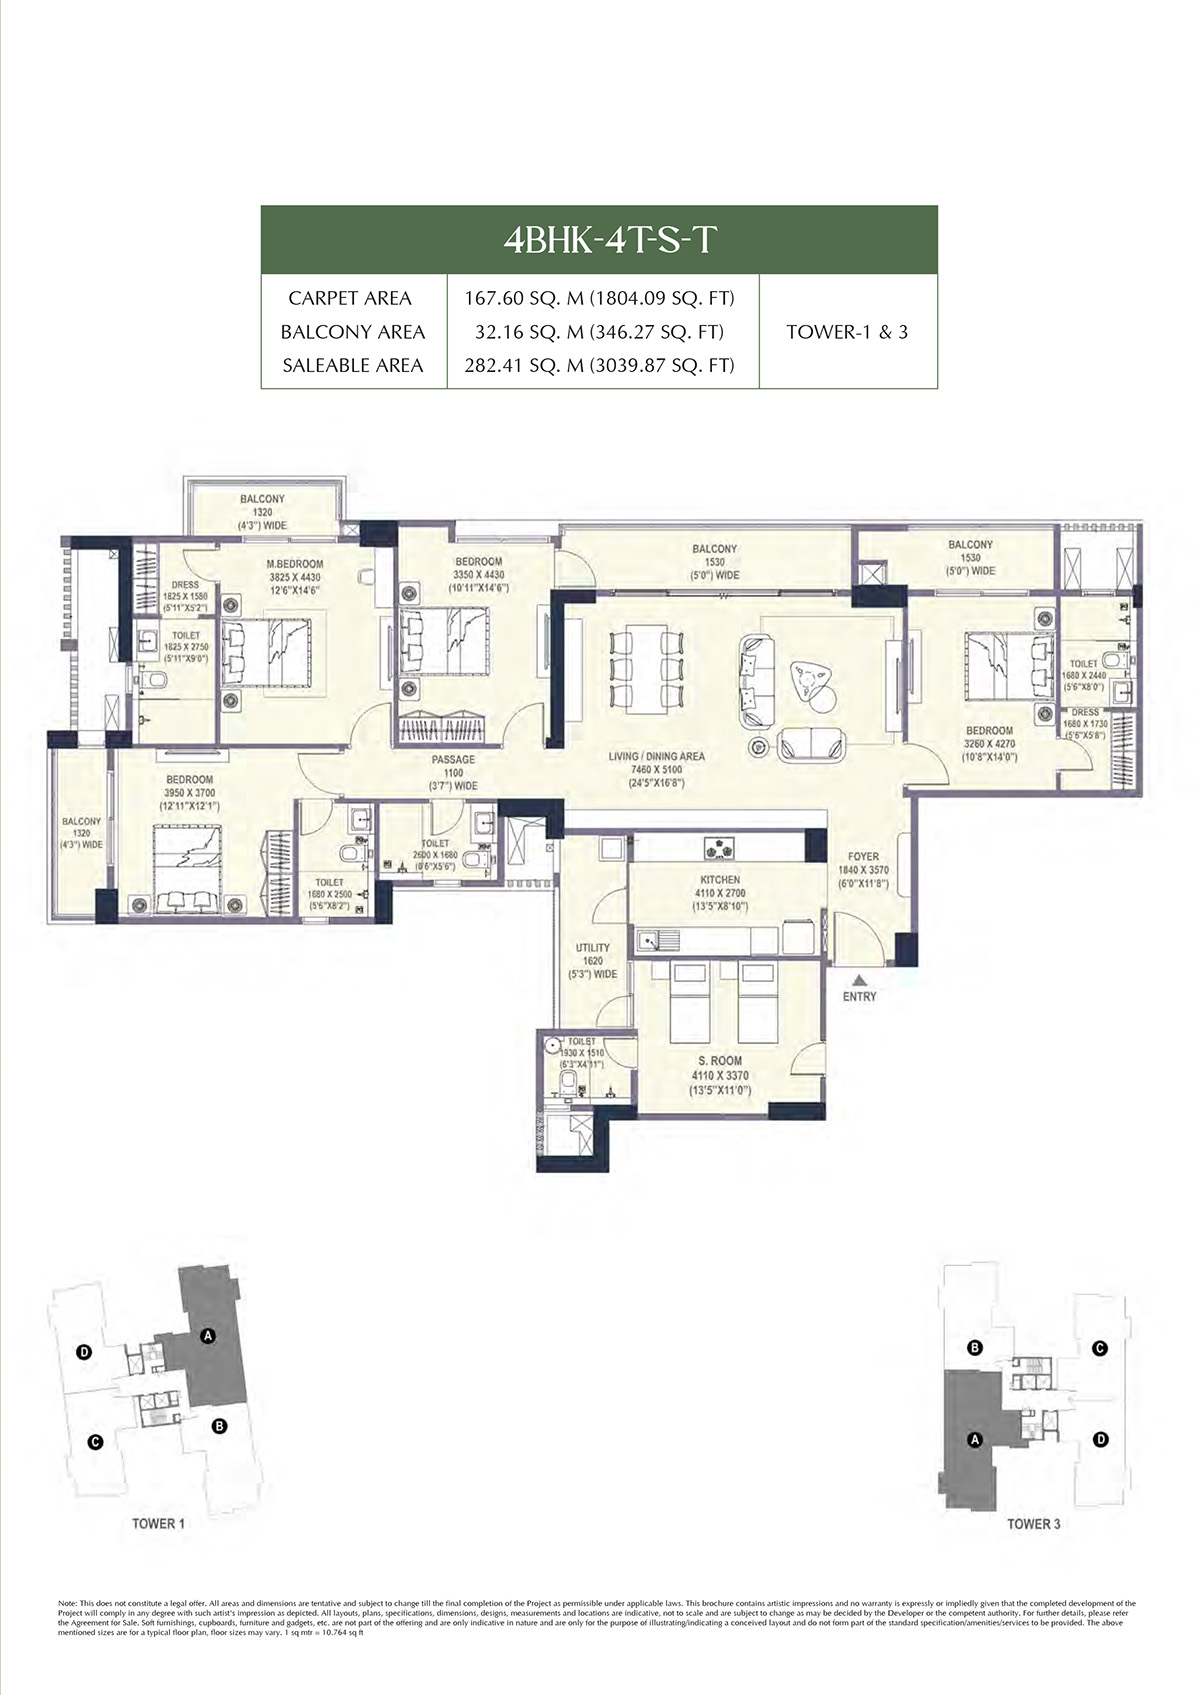 4BHK-4T-S-T
CARPET AREA
167.60 SQ. M (1804.09 SQ. FT)
BALCONY AREA
32.16 SQ. M (346.27 SQ. FT)
SALEABLE AREA
282.41 SQ. M (3039.87 SQ. FT)
TOWER-1 & 3
BALCONY
1320
(4'3") WIDE
M.BEDROOM
3825 X 4430
12'6"X14'6"
DRESS
1825 X 1580
(5'11"X5'2")
TOILET
1825 X 2750
(5'11"X9'0")
BEDROOM
3350 X 4430
(10'11"X14'6")
BALCONY
1530
(5'0") WIDE
BALCONY
1530
(5'0") WIDE
TOILET
1680 X 2440
(5'6"X8'0")
DRESS
1680 X 1730
(5'6"X5'8")
BEDROOM
3260 X 4270
(10'8"X14'0")
LIVING / DINING AREA
7460 X 5100
(24'5"X16'8")
PASSAGE
1100
(3'7") WIDE
BEDROOM
3950 X 3700
(12'11"X12'1")
BALCONY
1320
(4'3") WIDE
TOILET
1680 X 2500
(5'6"X8'2")
TOILET
2600 X 1680
(0'6"X5'6")
KITCHEN
4110 X 2700
(13'5"X8'10")
FOYER
1840 X 3570
(6'0"X11'8")
UTILITY
1620
(5'3") WIDE
ENTRY
TOILET
1930 X 1510
(6'3"X4'11")
S. ROOM
4110 X 3370
(13'5"X11'0")
A
D
B
C
TOWER 1
B
C
A
D
TOWER 3
Note: This does not constitute a legal offer. All areas and dimensions are tentative and subject to change till the final completion of the Project as permissible under applicable laws. This brochure contains artistic impressions and no warranty is expressly or impliedly given that the completed development of the
Project will comply in any degree with such artist's impression as depicted. All layouts, plans, specifications, dimensions, designs, measurements and locations are indicative, not to scale and are subject to change as may be decided by the Developer or the competent authority. For further details, please refer
the Agreement for Sale. Soft furnishings, cupboards, furniture and gadgets, etc. are not part of the offering and are only indicative in nature and are only for the purpose of illustrating/indicating a conceived layout and do not form part of the standard specification/amenities/services to be provided. The above
mentioned sizes are for a typical floor plan, floor sizes may vary. 1 sq mtr = 10.764 sq ft